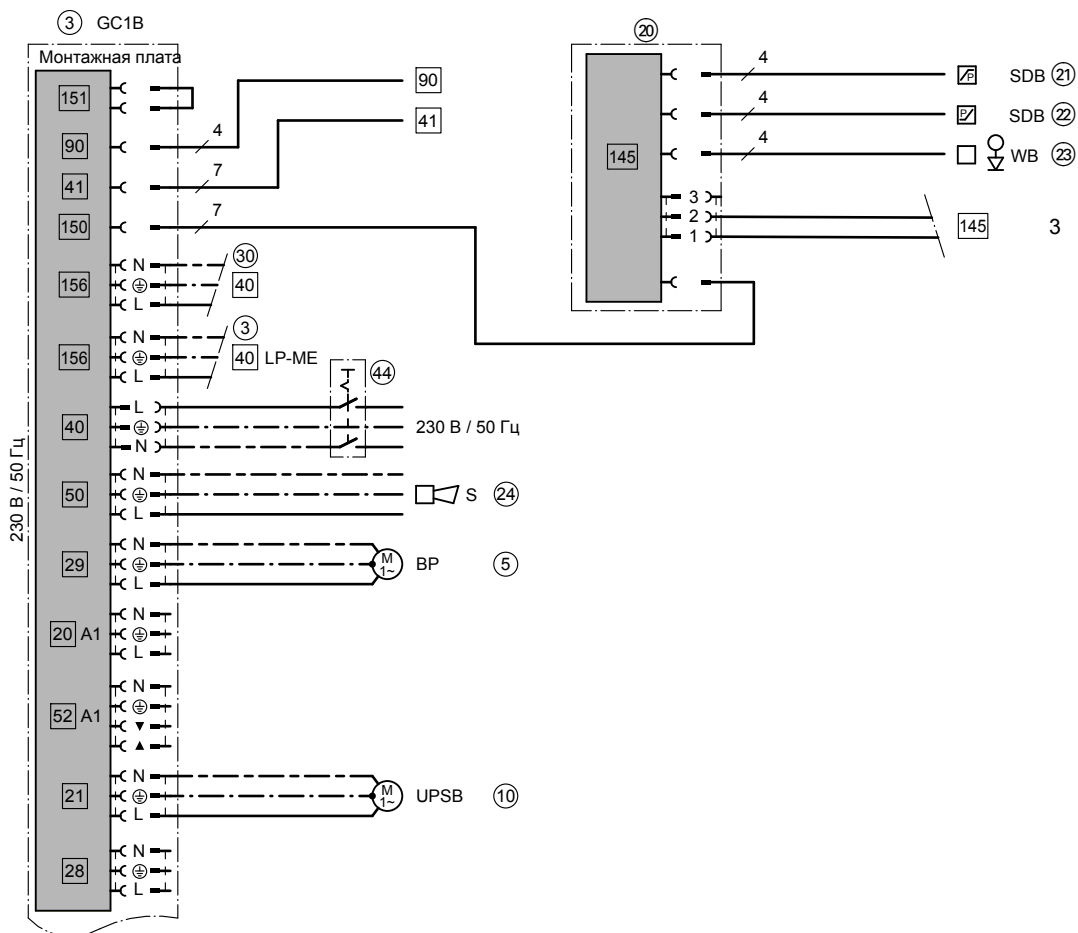 3 GC1B
Монтажная плата
151
90
4
90
41
7
41
150
7
N
156
L
30
40
N
156
L
3
40 LP-ME
44
L
40
N
230 В / 50 Гц
N
50
L
S 24
N
29
L
M
1~
BP 5
N
20 A1
L
N
52 A1
▼
▲
N
21
L
M
1~
UPSB 10
N
28
L
230 В / 50 Гц
20
145
4
P SDB 21
4
P SDB 22
4
WB 23
3
2
1
145 3